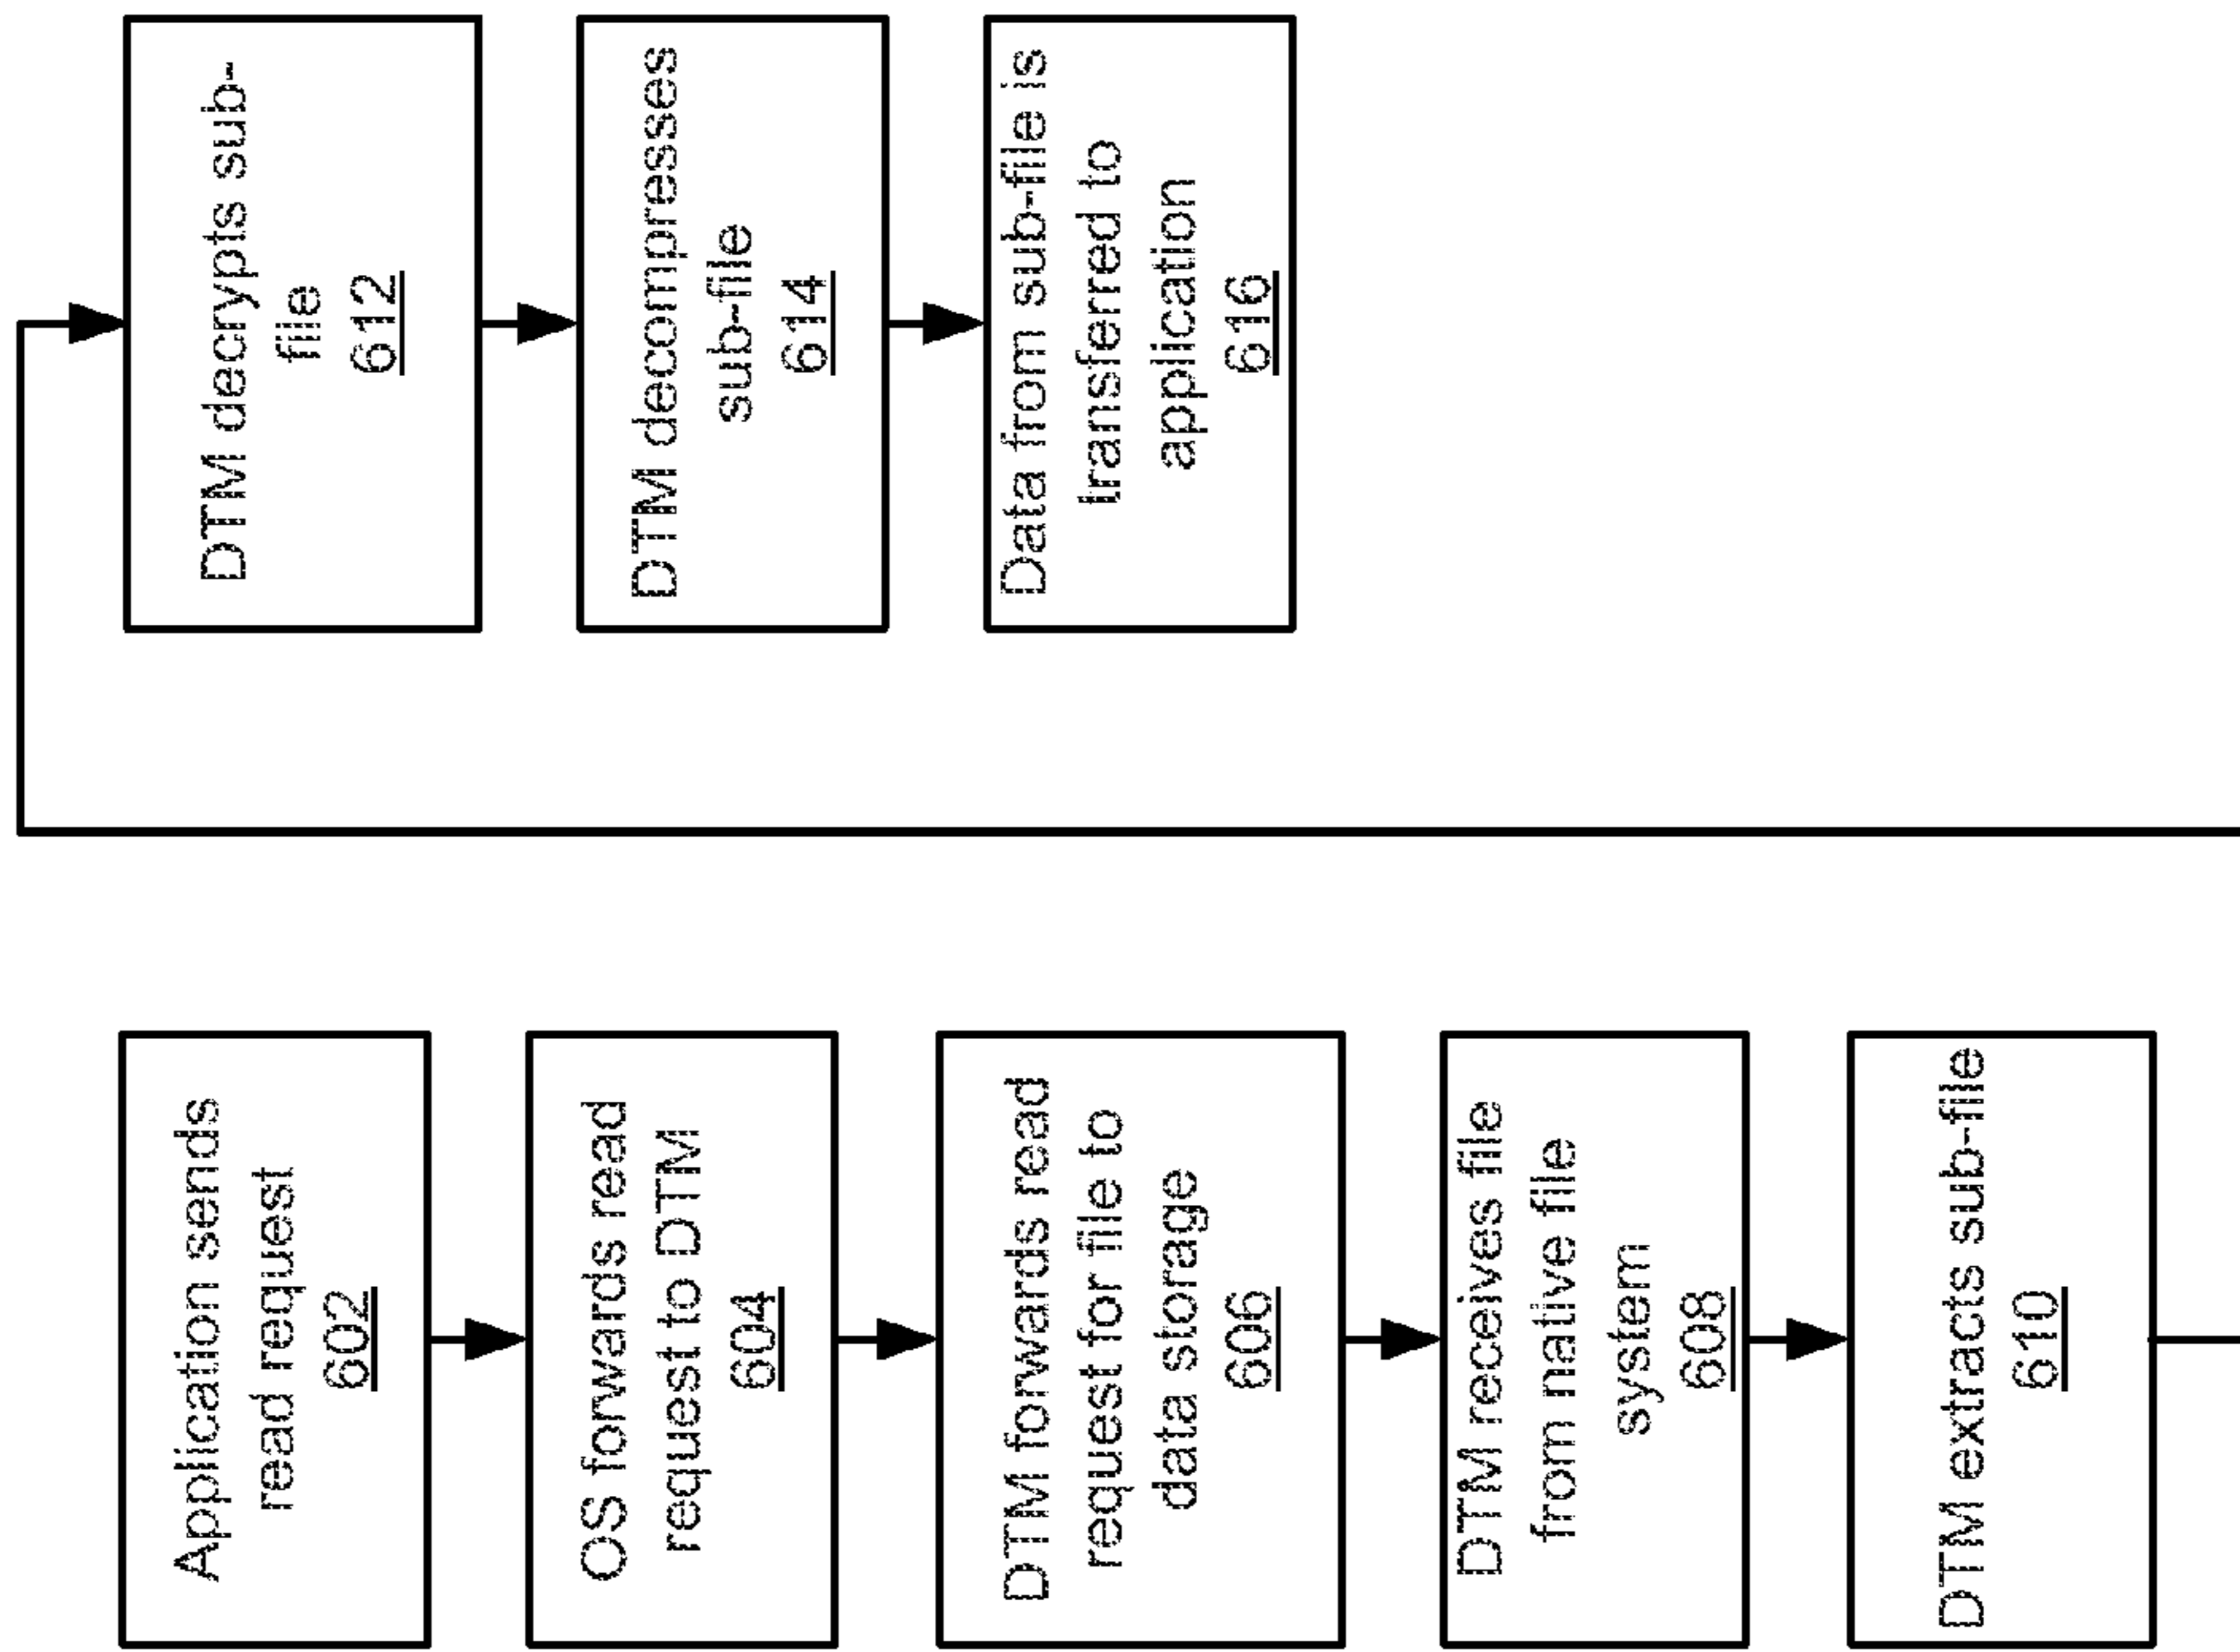 Application sends
read request
602
OS forwards read
request to DTM
604
DTM forwards read
request for file to
data storage
606
DTM receives file
from native file
system
608
DTM extracts sub-file
610
DTM decrypts sub-
file
612
DTM decompresses
sub-file
614
Data from sub-file is
transferred to
application
616